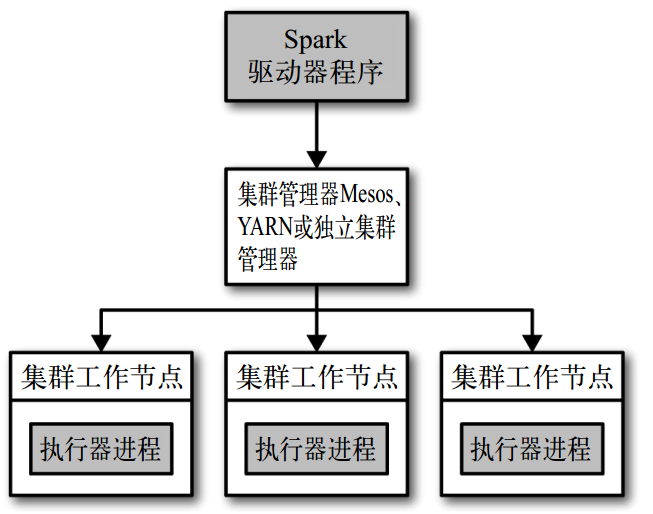 Spark
驱动器程序
集群管理器Mesos、
YARN或独立集群
管理器
集群工作节点
集群工作节点
集群工作节点
执行器进程
执行器进程
执行器进程